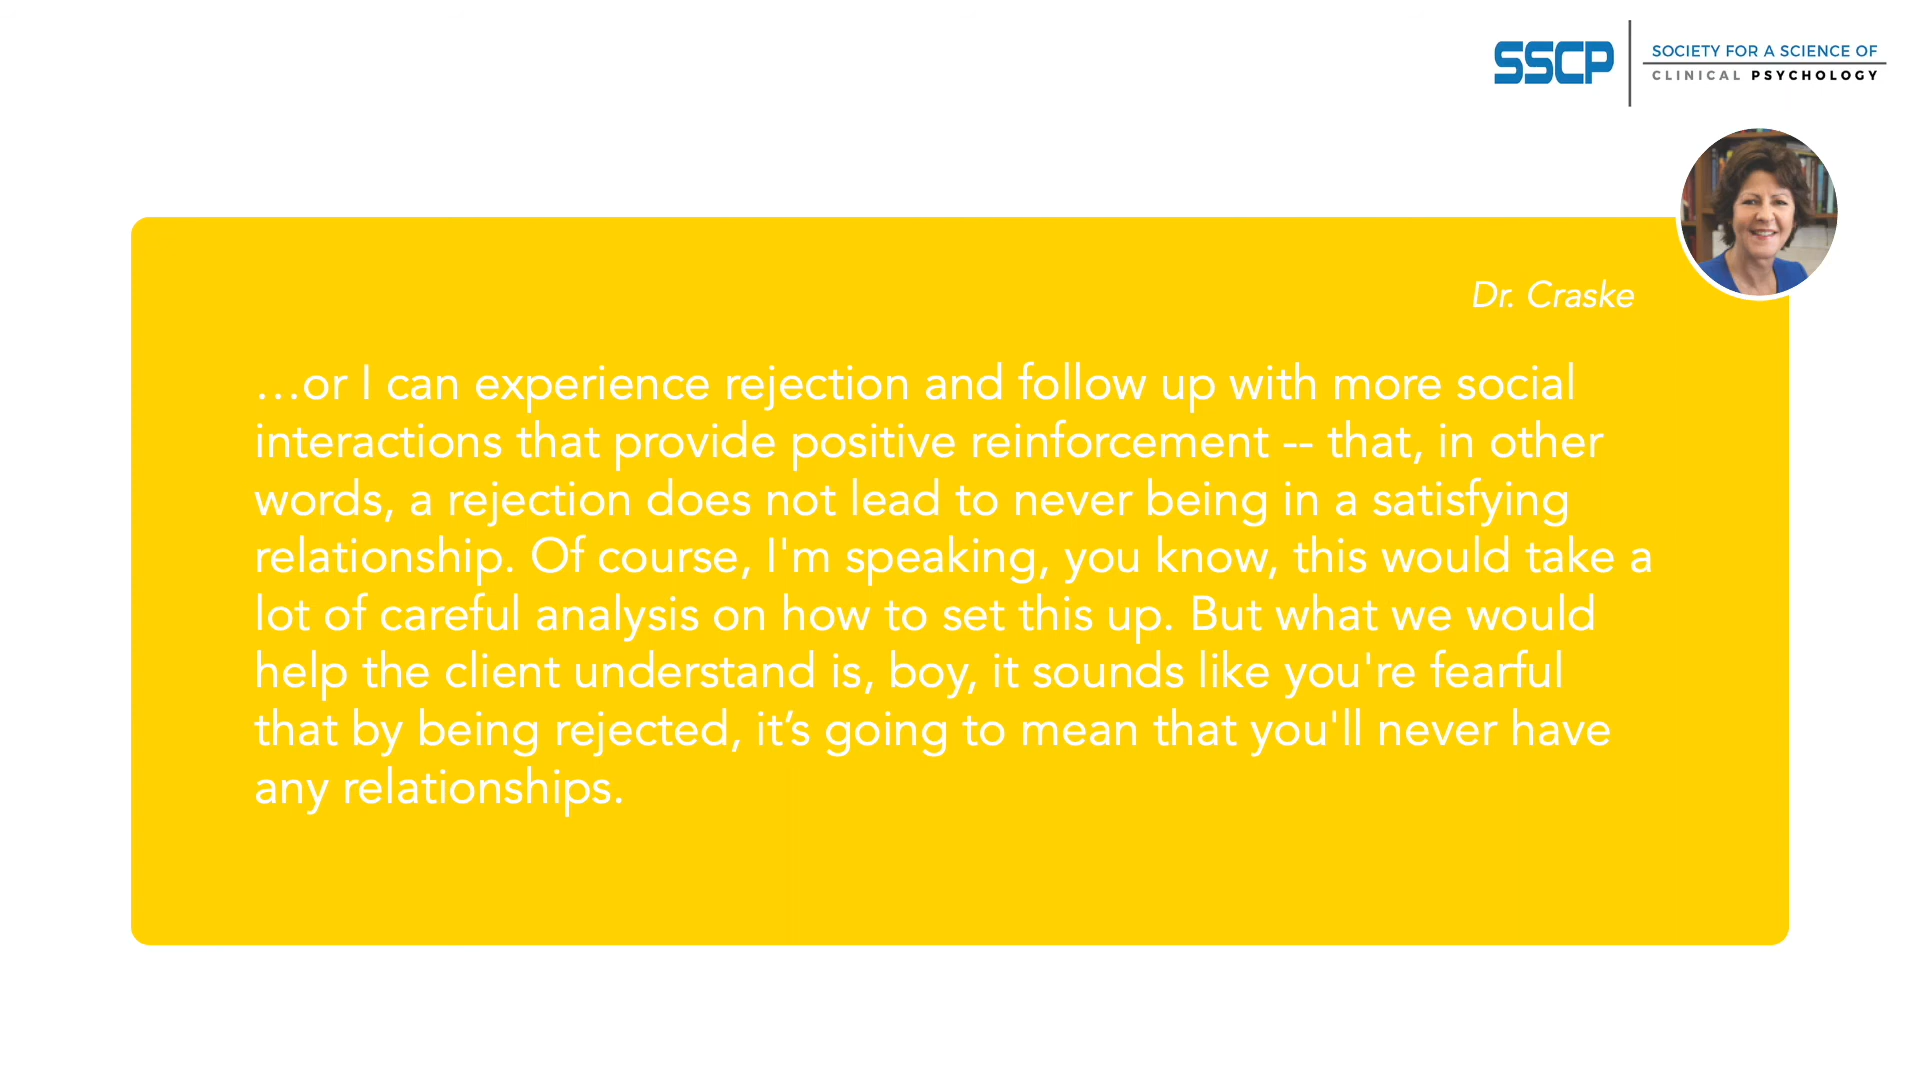 SSCP
SOCIETY FOR A SCIENCE OF
CLINICAL PSYCHOLOGY
Dr. Craske
...or I can experience rejection and follow up with more social
interactions that provide positive reinforcement -- that, in other
words, a rejection does not lead to never being in a satisfying
relationship. Of course, I'm speaking, you know, this would take a
lot of careful analysis on how to set this up. But what we would
help the client understand is, boy, it sounds like you're fearful
that by being rejected, it’s going to mean that you'll never have
any relationships.